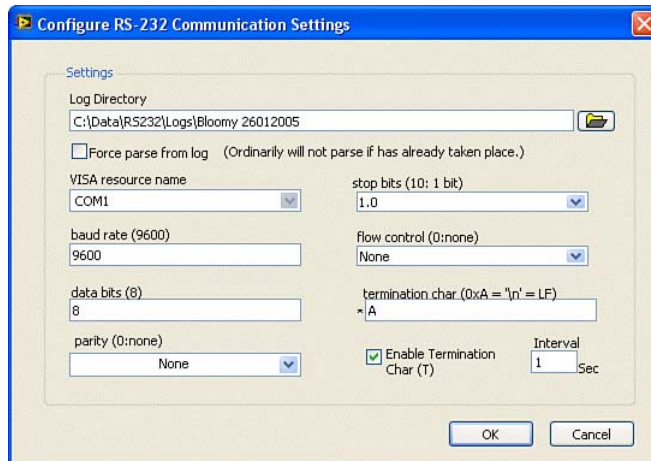 Configure RS-232 Communication Settings
Settings
Log Directory
C:\Data\RS232\Logs\Bloomy 26012005
Force parse from log (Ordinarily will not parse if has already taken place.)
VISA resource name
COM1
stop bits (10: 1 bit)
1.0
baud rate (9600)
9600
flow control (0:none)
None
data bits (8)
8
termination char (0xA = '\n' = LF)
× A
parity (0:none)
None
Enable Termination
Char (T)
Interval
1 Sec
OK
Cancel